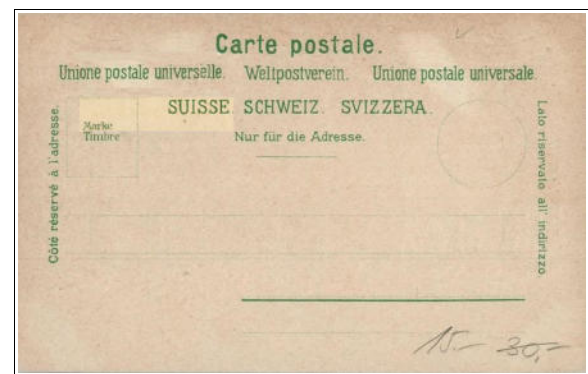 Carte postale.
Unione postale universelle. Weltpostverein. Unione postale universale.
SUISSE. SCHWEIZ. SVIZZERA.
Marke
Timbre
Nur für die Adresse.
Côté réservé à l'adresse.
Lato riservato all' indirizzo.
15.- 30,-